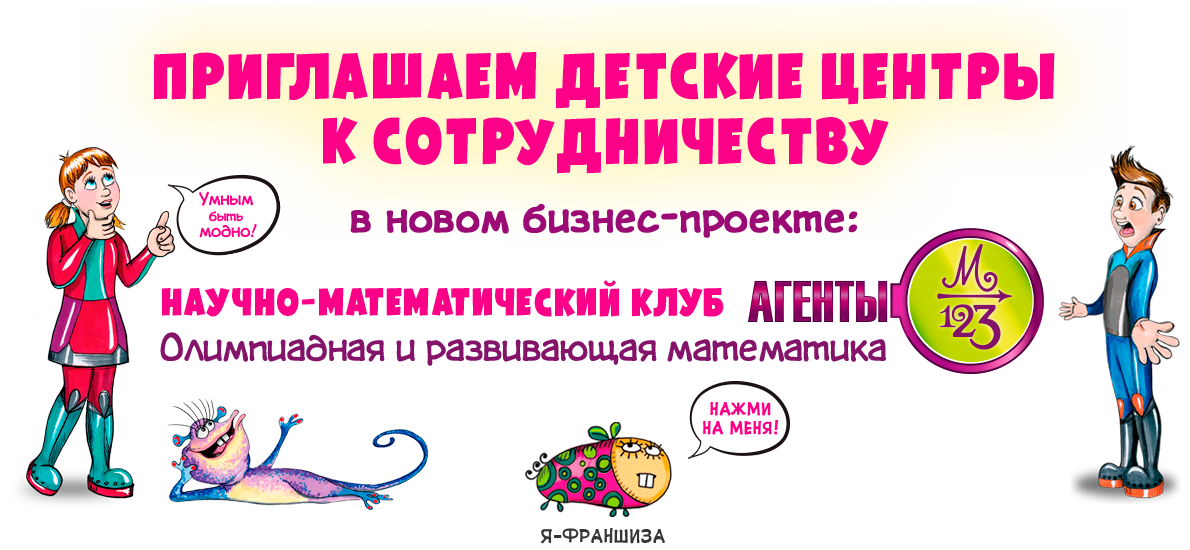 ПРИГЛАШАЕМ ДЕТСКИЕ ЦЕНТРЫ
К СОТРУДНИЧЕСТВУ
Умным
быть
модно!
в новом бизнес-проекте:
НАУЧНО-МАТЕМАТИЧЕСКИЙ КЛУБ
АГЕНТЫ
М
123
Олимпиадная и развивающая математика
НАЖМИ
НА МЕНЯ!
Я-ФРАНШИЗА